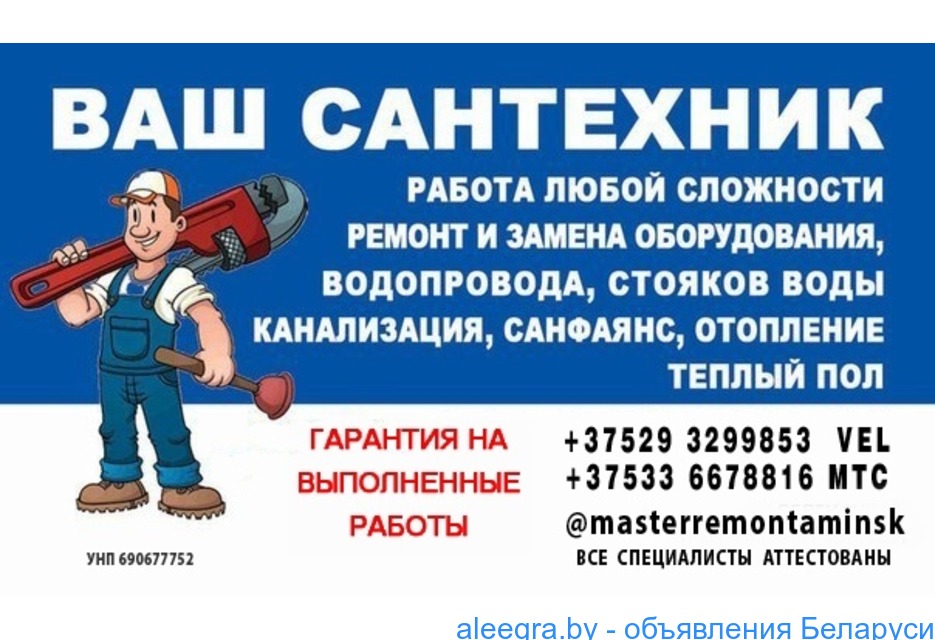 ВАШ САНТЕХНИК
РАБОТА ЛЮБОЙ СЛОЖНОСТИ
РЕМОНТ И ЗАМЕНА ОБОРУДОВАНИЯ,
ВОДОПРОВОДА, СТОЯКОВ ВОДЫ
КАНАЛИЗАЦИЯ, САНФАЯНС, ОТОПЛЕНИЕ
ТЕПЛЫЙ ПОЛ
ГАРАНТИЯ НА
ВЫПОЛНЕННЫЕ
РАБОТЫ
+37529 3299853 VEL
+37533 6678816 МТС
@masterremontaminsk
ВСЕ СПЕЦИАЛИСТЫ АТТЕСТОВАНЫ
УНП 690677752
aleegra.by - объявления Беларуси